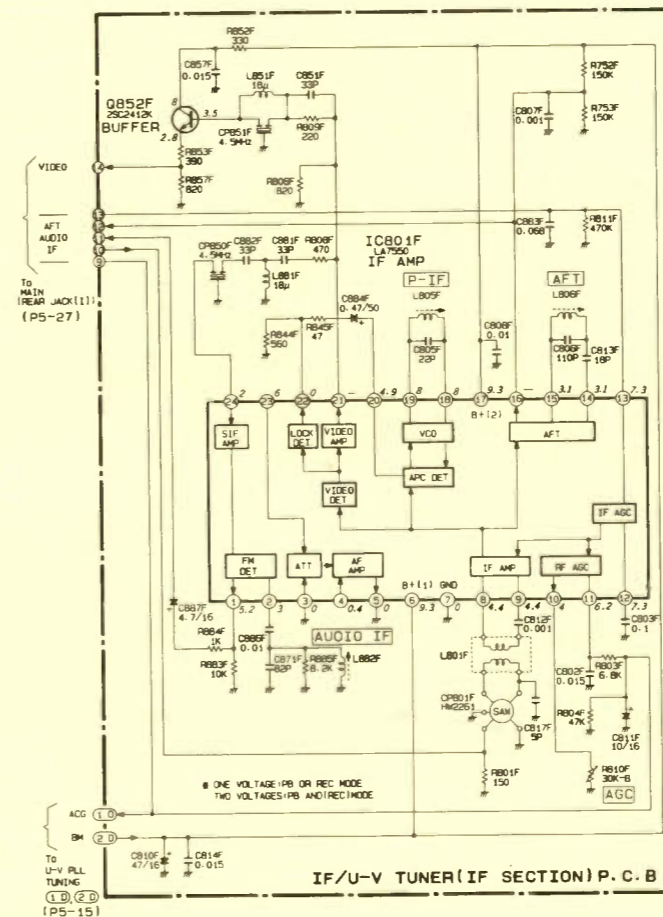 R852F
330
C857F
0.015
L851F
18μ
C851F
33P
R752F
150K
Q852F
2SC2412K
BUFFER
8
3.5
2.8
CP851F
4.5MHz
R809F
220
C807F
0.001
R753F
150K
R853F
390
R857F
820
R806F
820
VIDEO
14
AFT
AUDIO
IF
13
12
11
10
9
To
MAIN
[REAR JACK(1)]
(P5-27)
C883F
0.068
R811F
470K
CP850F
4.5MHz
C882F
33P
C881F
33P
R808F
470
L881F
18μ
IC801F
LA7550
IF AMP
P-IF
L805F
AFT
L806F
C884F
0.47/50
R844F
560
R845F
47
C805F
22P
C808F
0.01
C806F
110P
C813F
18P
24 2 23 6 22 0 21 — 20 4.9 19 8 18 8 17 9.3 16 — 15 3.1 14 3.1 13 7.3
B+(2)
SIF
AMP
LOCK
DET
VIDEO
AMP
VCO
AFT
VIDEO
DET
APC DET
IF AGC
FM
DET
ATT
AF
AMP
IF AMP
RF AGC
B+(1) GND
1 5.2 2 3 3 0 4 0.4 5 0 6 9.3 7 0 8 4.4 9 4.4 10 4 11 6.2 12 7.3
C887F
4.7/16
R884F
1K
R883F
10K
C885F
0.01
C871F
82P
R885F
8.2K
L882F
AUDIO IF
C812F
0.001
L801F
CP801F
HW2261
SAW
C817F
5P
R801F
150
C802F
0.015
R803F
6.8K
C803F
0.1
R804F
47K
C811F
10/16
R810F
30K-B
AGC
● ONE VOLTAGE:PB OR REC MODE
TWO VOLTAGES:PB AND(REC)MODE
ACG
1 D
BM
2 D
C810F
47/16
C814F
0.015
To
U-V PLL
TUNING
1 D, 2 D
(P5-15)
IF/U-V TUNER(IF SECTION) P.C.B